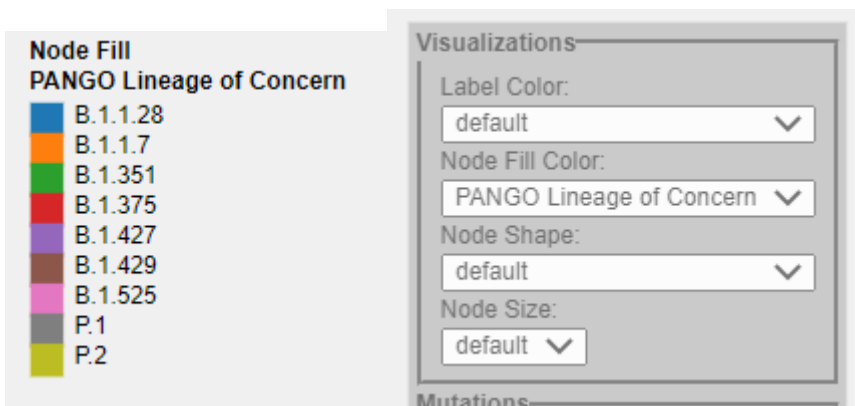 Node Fill
PANGO Lineage of Concern
B.1.1.28
B.1.1.7
B.1.351
B.1.375
B.1.427
B.1.429
B.1.525
P.1
P.2
Visualizations
Label Color:
default
Node Fill Color:
PANGO Lineage of Concern
Node Shape:
default
Node Size:
default
Mutations